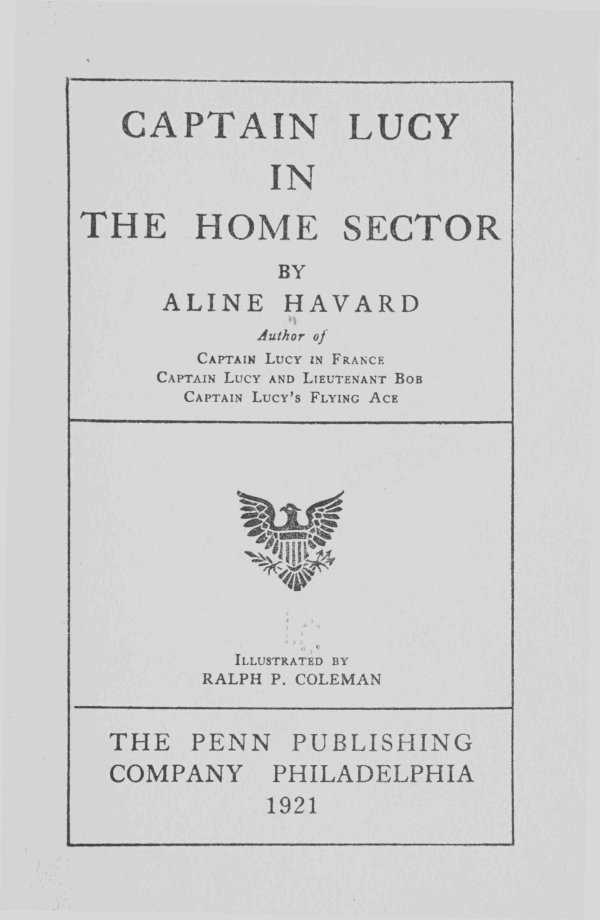 CAPTAIN LUCY
IN
THE HOME SECTOR
BY
ALINE HAVARD
Author of
CAPTAIN LUCY IN FRANCE
CAPTAIN LUCY AND LIEUTENANT BOB
CAPTAIN LUCY'S FLYING ACE
ILLUSTRATED BY
RALPH P. COLEMAN
THE PENN PUBLISHING
COMPANY PHILADELPHIA
1921